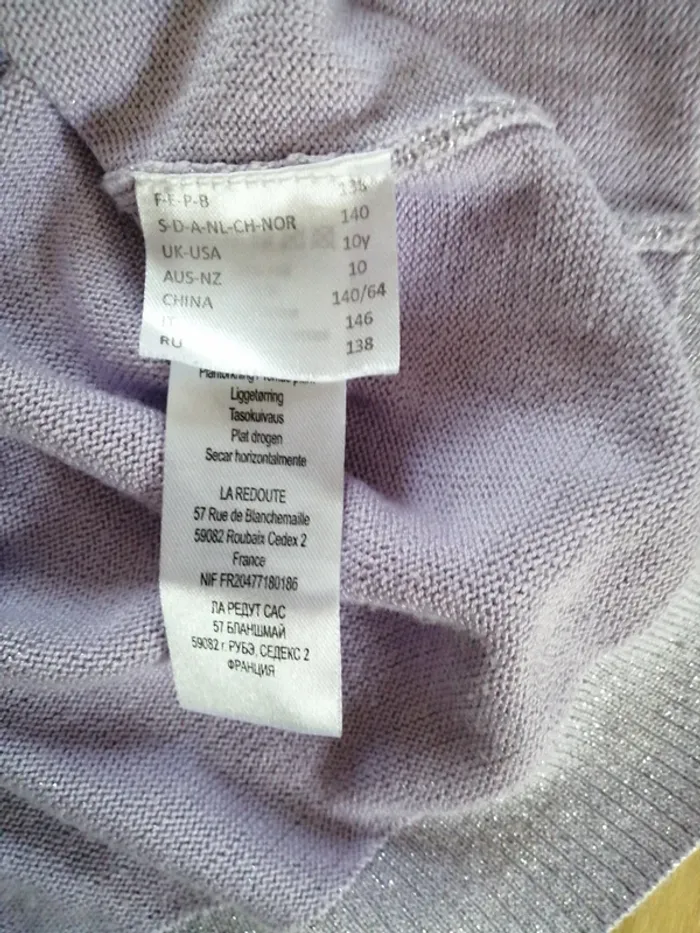 F-E-P-B 138
S-D-A-NL-CH-NOR 140
UK-USA 10y
AUS-NZ 10
CHINA 140/64
IT 146
RU 138
Liggetørring
Tasokuivaus
Plat drogen
Secar horizontalmente
LA REDOUTE
57 Rue de Blanchemaille
59082 Roubaix Cedex 2
France
NIF FR20477180186
ЛА РЕДУТ САС
57 БЛАНШМАЙ
59082 г. РУБЭ, СЕДЕКС 2
ФРАНЦИЯ